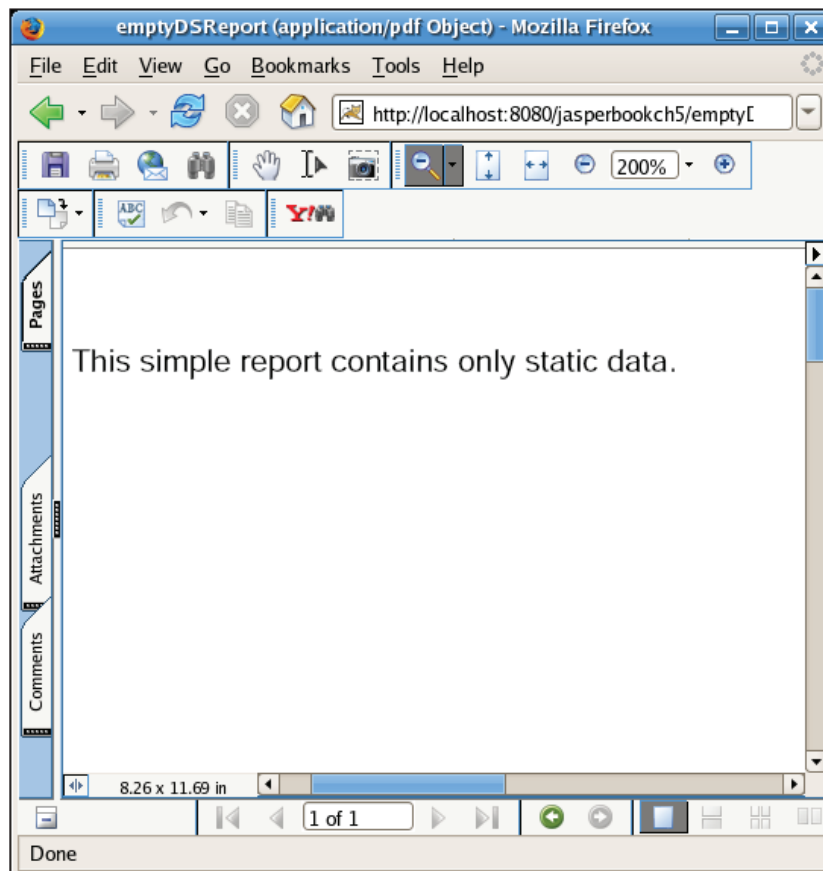 emptyDSReport (application/pdf Object) - Mozilla Firefox
File Edit View Go Bookmarks Tools Help
http://localhost:8080/jasperbookch5/emptyD
200%
ABC
Y!
Pages
This simple report contains only static data.
Attachments
Comments
8.26 x 11.69 in
1 of 1
Done